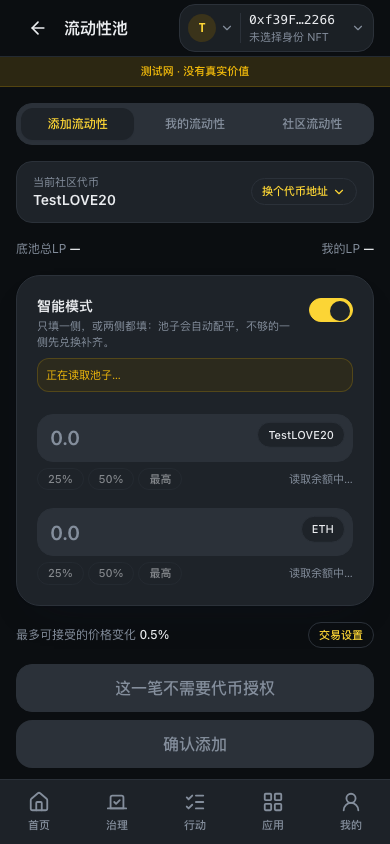 流动性池
T
0xf39F…2266
未选择身份 NFT
测试网 · 没有真实价值
添加流动性
我的流动性
社区流动性
当前社区代币
TestLOVE20
换个代币地址
底池总LP —
我的LP —
智能模式
只填一侧，或两侧都填：池子会自动配平，不够的一
侧先兑换补齐。
正在读取池子…
0.0
TestLOVE20
25%
50%
最高
读取余额中…
0.0
ETH
25%
50%
最高
读取余额中…
最多可接受的价格变化 0.5%
交易设置
这一笔不需要代币授权
确认添加
首页
治理
行动
应用
我的